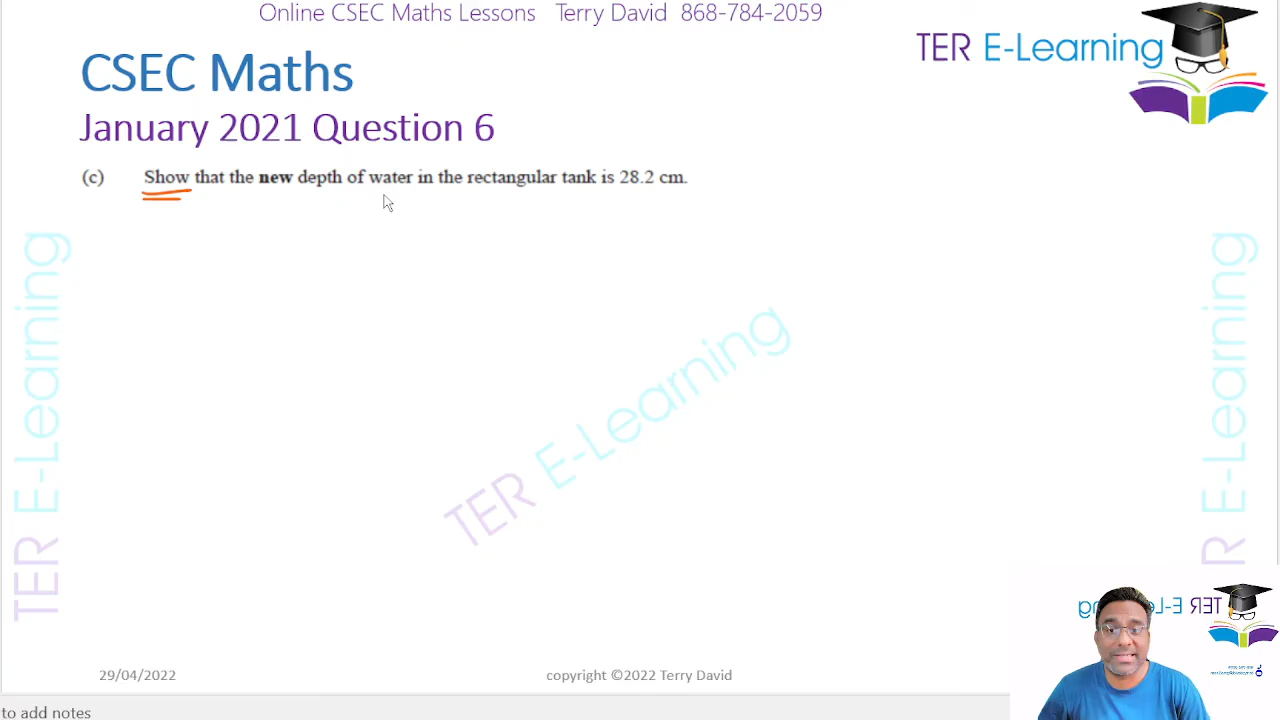 Online CSEC Maths Lessons Terry David 868-784-2059
TER E-Learning
CSEC Maths
January 2021 Question 6
(c) Show that the new depth of water in the rectangular tank is 28.2 cm.
TER E-Learning
TER E-Learning
R E-Learning
TER E-L ng
29/04/2022
copyright ©2022 Terry David
to add notes